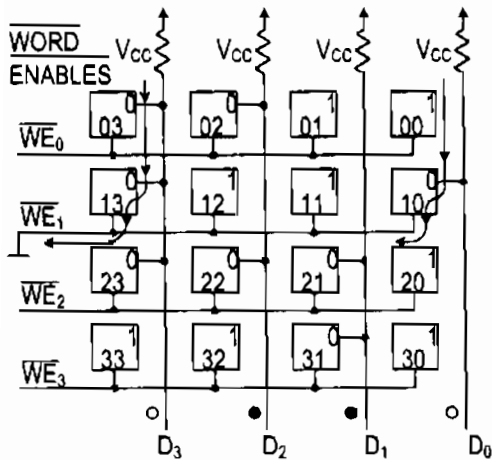 WORD
ENABLES
VCC VCC VCC VCC
0 0 1 1
03 02 01 00
WE0
0 1 1 0
13 12 11 10
WE1
0 0 0 1
23 22 21 20
WE2
1 1 0 1
33 32 31 30
WE3
D3 D2 D1 D0